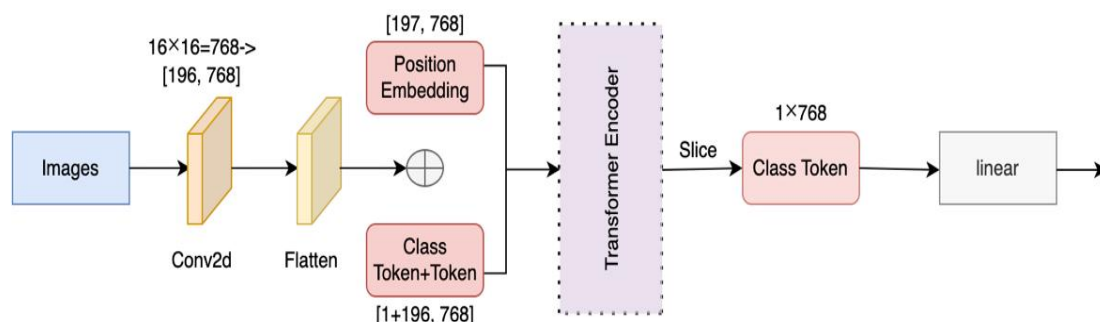 Images
16×16=768->
[196, 768]
Conv2d
Flatten
[197, 768]
Position
Embedding
Class
Token+Token
[1+196, 768]
Transformer Encoder
Slice
1×768
Class Token
linear